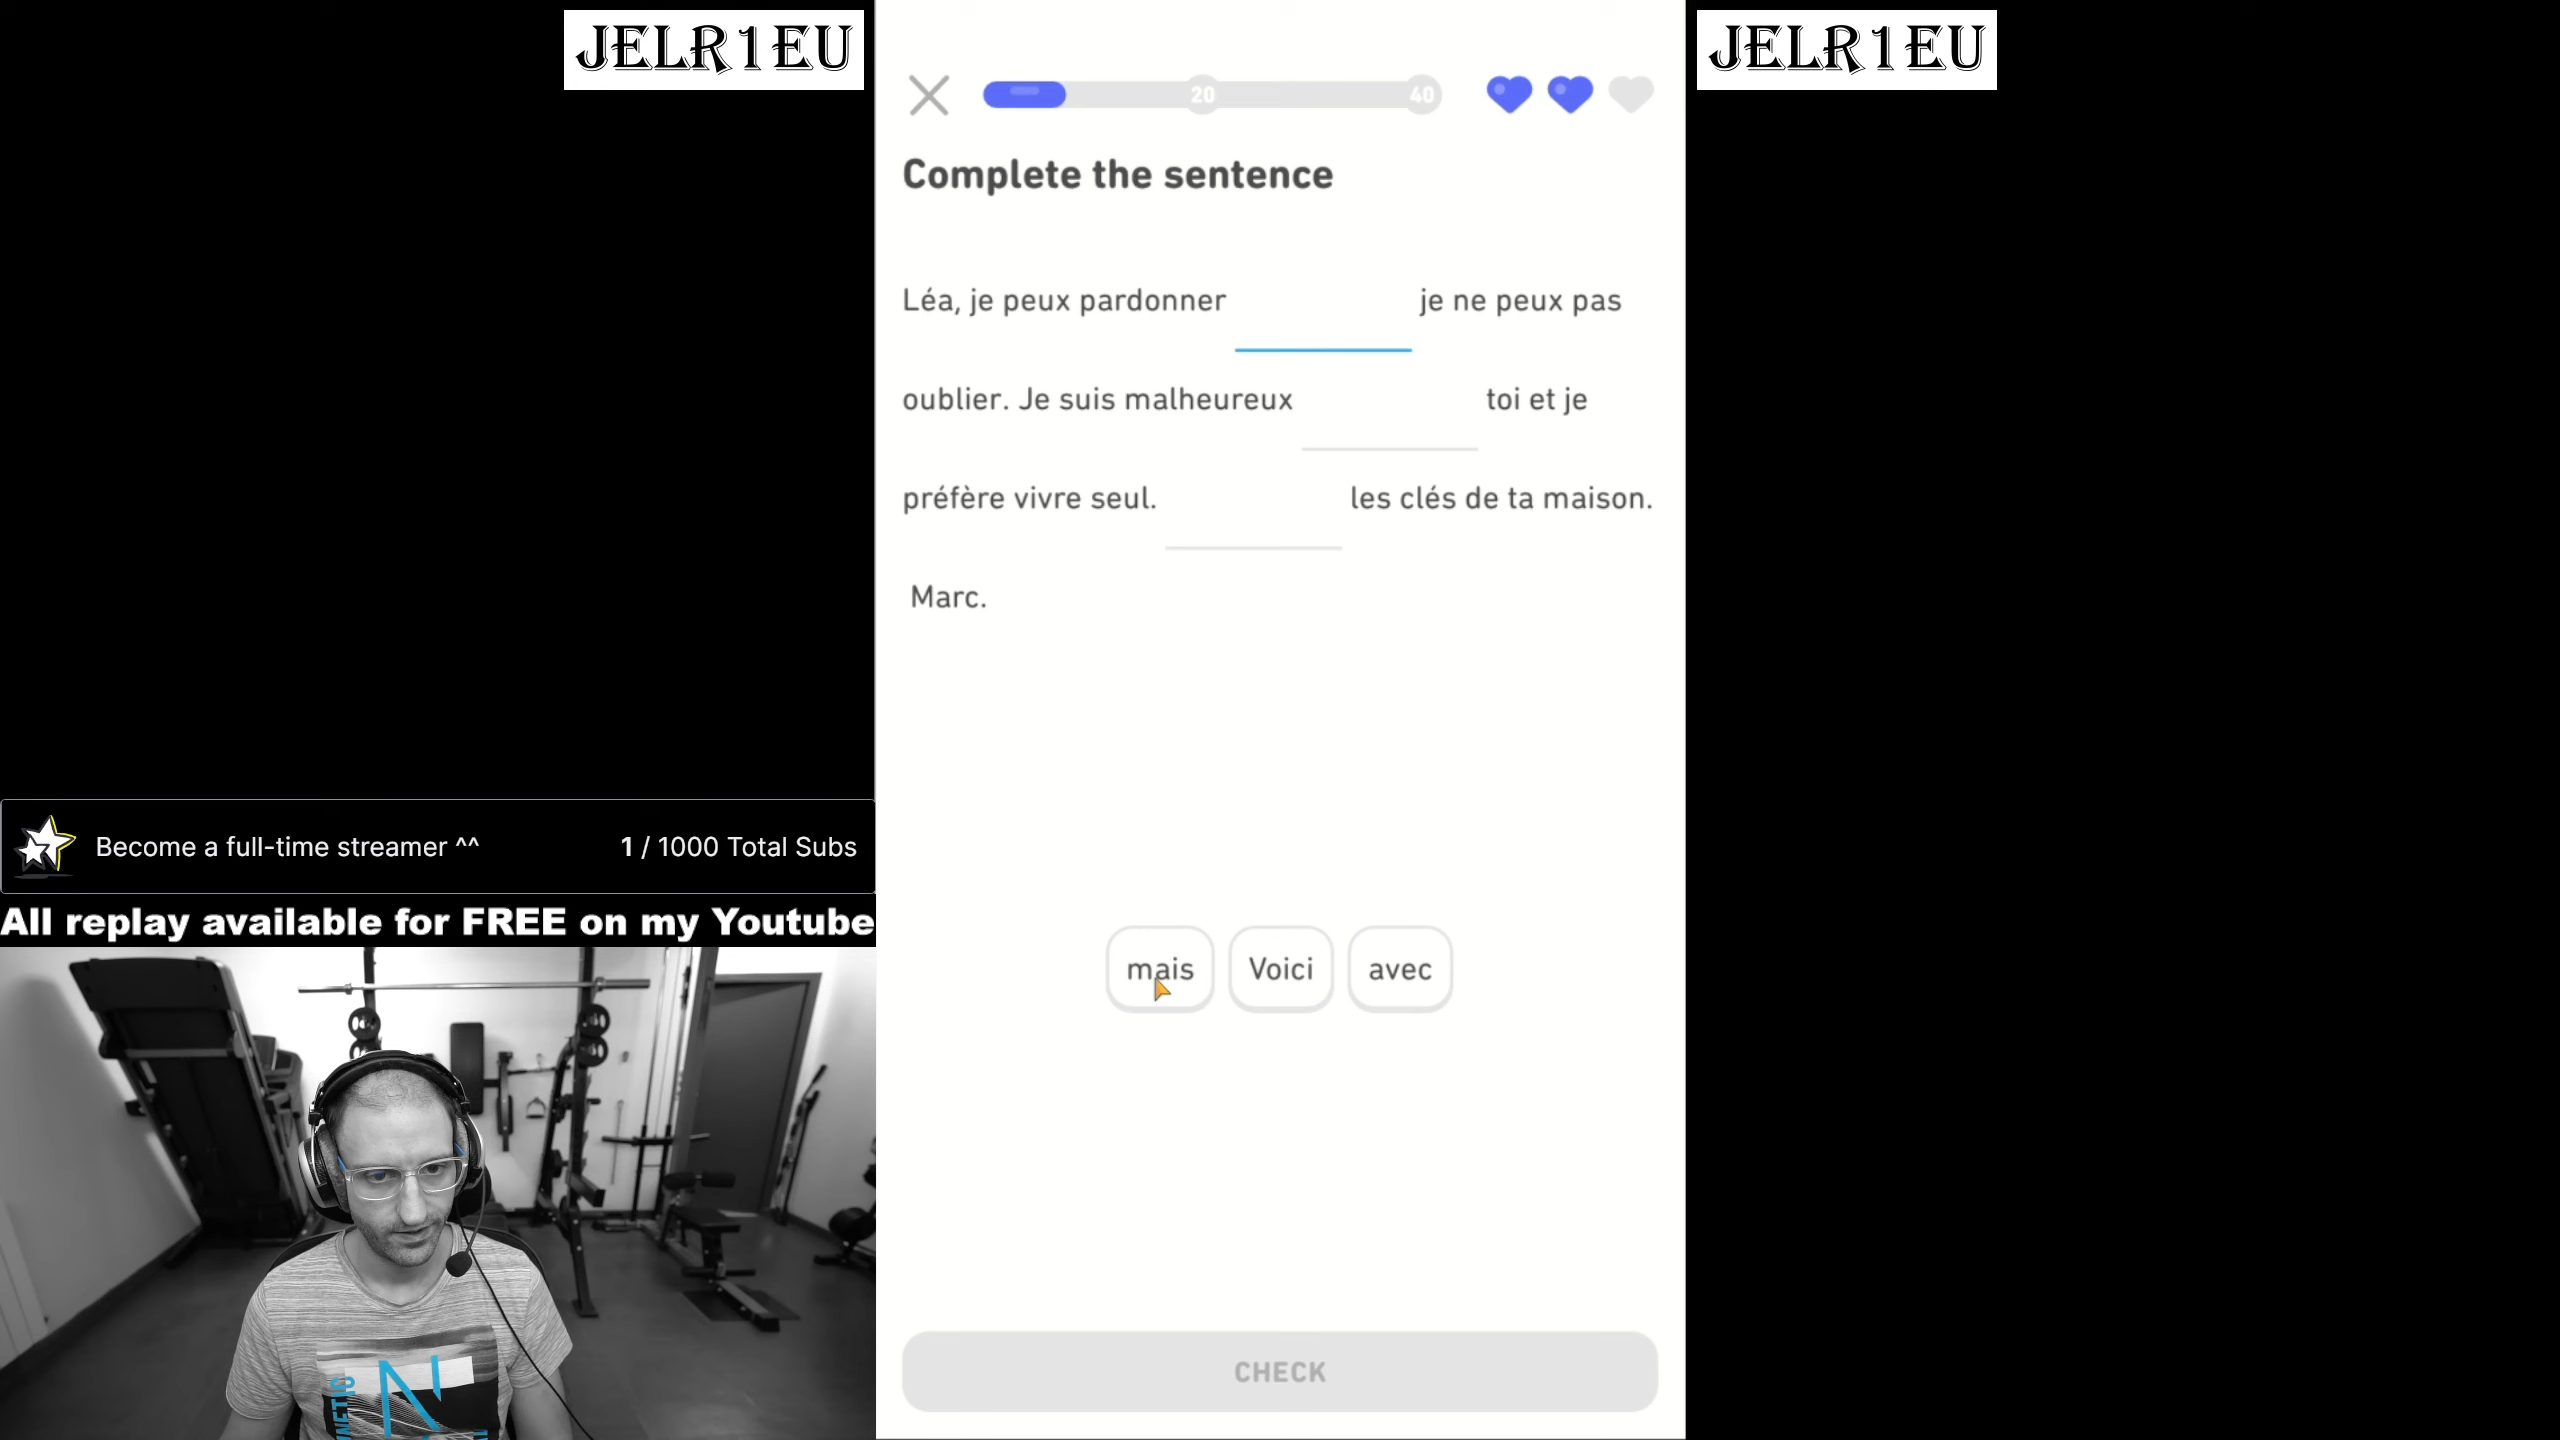 JELR1EU
JELR1EU
20
40
Complete the sentence
Léa, je peux pardonner je ne peux pas
oublier. Je suis malheureux toi et je
préfère vivre seul. les clés de ta maison.
Marc.
mais
Voici
avec
CHECK
Become a full-time streamer ^^
1 / 1000 Total Subs
All replay available for FREE on my Youtube
N